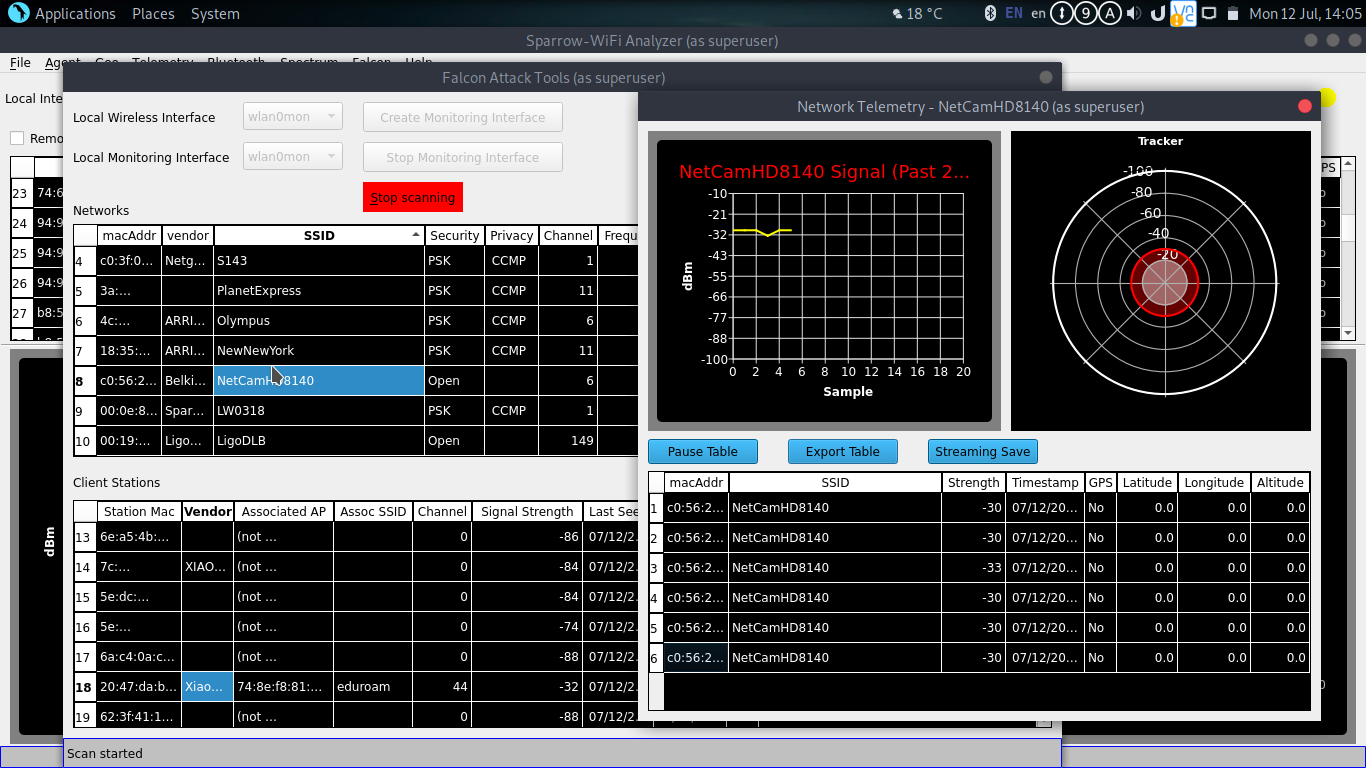 Applications Places System 18 °C EN en 9 A Mon 12 Jul, 14:05
Sparrow-WiFi Analyzer (as superuser)
File
Telemetry Bluetooth Spectrum Falcon Help
Falcon Attack Tools (as superuser)
Local Inte
Remo
PS
23 74:6
24 94:9
25 94:9
26 94:9
27 b8:5
dBm
Local Wireless Interface wlan0mon Create Monitoring Interface
Local Monitoring Interface wlan0mon Stop Monitoring Interface
Stop scanning
Networks
macAddr vendor SSID Security Privacy Channel Frequ
4 c0:3f:0... Netg... S143 PSK CCMP 1
5 3a:... PlanetExpress PSK CCMP 11
6 4c:... ARRI... Olympus PSK CCMP 6
7 18:35:... ARRI... NewNewYork PSK CCMP 11
8 c0:56:2... Belki... NetCamHD8140 Open 6
9 00:0e:8... Spar... LW0318 PSK CCMP 1
10 00:19:... Ligo... LigoDLB Open 149
Client Stations
Station Mac Vendor Associated AP Assoc SSID Channel Signal Strength Last See
13 6e:a5:4b:... (not ... 0 -86 07/12/2
14 7c:... XIAO... (not ... 0 -84 07/12/2
15 5e:dc:... (not ... 0 -84 07/12/2
16 5e:... (not ... 0 -74 07/12/2
17 6a:c4:0a:c... (not ... 0 -88 07/12/2
18 20:47:da:b... Xiao... 74:8e:f8:81:... eduroam 44 -32 07/12/2
19 62:3f:41:1... (not ... 0 -88 07/12/2
Scan started
Network Telemetry - NetCamHD8140 (as superuser)
NetCamHD8140 Signal (Past 2...
-10
-21
-32
-43
-55
-66
-77
-88
-100
dBm
0 2 4 6 8 10 12 14 16 18 20
Sample
Tracker
-100
-80
-60
-40
-20
Pause Table Export Table Streaming Save
macAddr SSID Strength Timestamp GPS Latitude Longitude Altitude
1 c0:56:2... NetCamHD8140 -30 07/12/20... No 0.0 0.0 0.0
2 c0:56:2... NetCamHD8140 -30 07/12/20... No 0.0 0.0 0.0
3 c0:56:2... NetCamHD8140 -33 07/12/20... No 0.0 0.0 0.0
4 c0:56:2... NetCamHD8140 -30 07/12/20... No 0.0 0.0 0.0
5 c0:56:2... NetCamHD8140 -30 07/12/20... No 0.0 0.0 0.0
6 c0:56:2... NetCamHD8140 -30 07/12/20... No 0.0 0.0 0.0